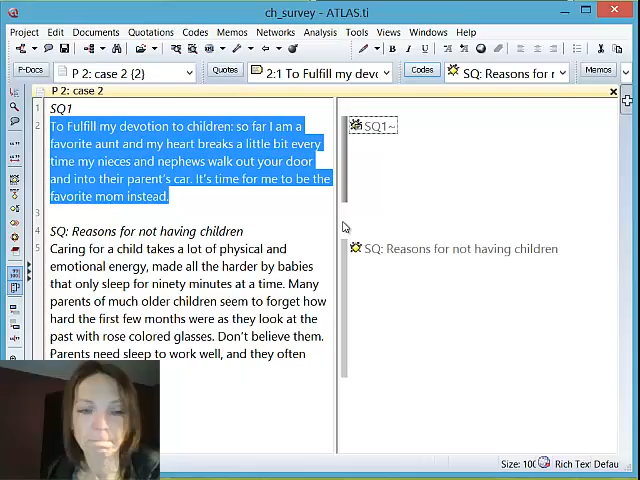 ch_survey - ATLAS.ti
Project Edit Documents Quotations Codes Memos Networks Analysis Tools Views Windows Help
P-Docs P 2: case 2 {2} Quotes 2:1 To Fulfill my dev Codes SQ: Reasons for r Memos
P 2: case 2
1 SQ1
2 To Fulfill my devotion to children: so far I am a
favorite aunt and my heart breaks a little bit every
time my nieces and nephews walk out your door
and into their parent's car. It's time for me to be the
favorite mom instead.
3
4 SQ: Reasons for not having children
5 Caring for a child takes a lot of physical and
emotional energy, made all the harder by babies
that only sleep for ninety minutes at a time. Many
parents of much older children seem to forget how
hard the first few months were as they look at the
past with rose colored glasses. Don't believe them.
Parents need sleep to work well, and they often
SQ1~
SQ: Reasons for not having children
Size: 100 Rich Text Defau